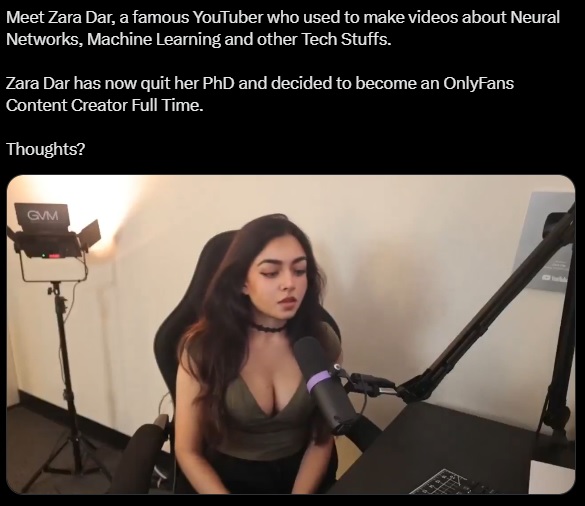 Meet Zara Dar, a famous YouTuber who used to make videos about Neural
Networks, Machine Learning and other Tech Stuffs.
Zara Dar has now quit her PhD and decided to become an OnlyFans
Content Creator Full Time.
Thoughts?
GVM
YouTube